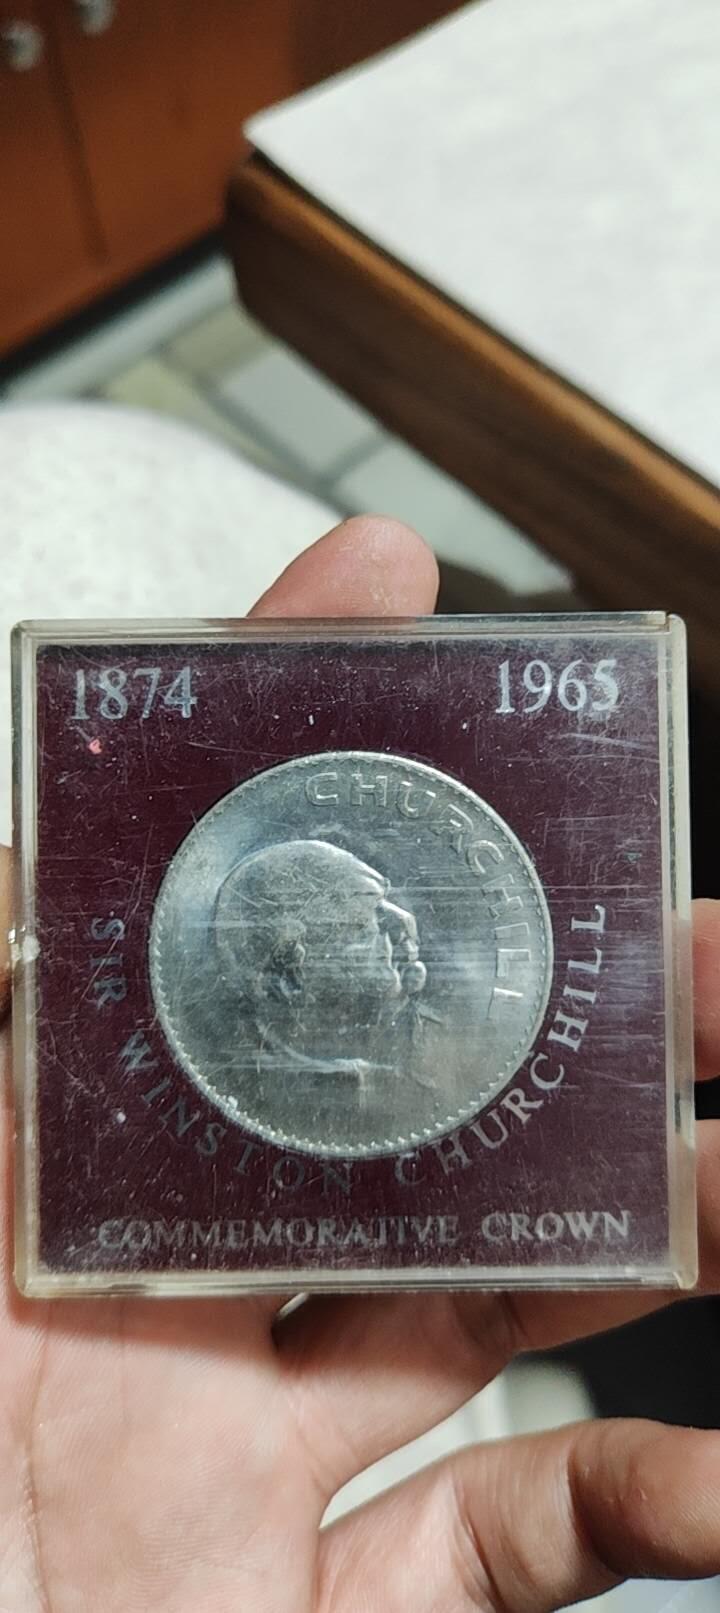 1874 1965
CHURCHILL
SIR WINSTON CHURCHILL
COMMEMORATIVE CROWN